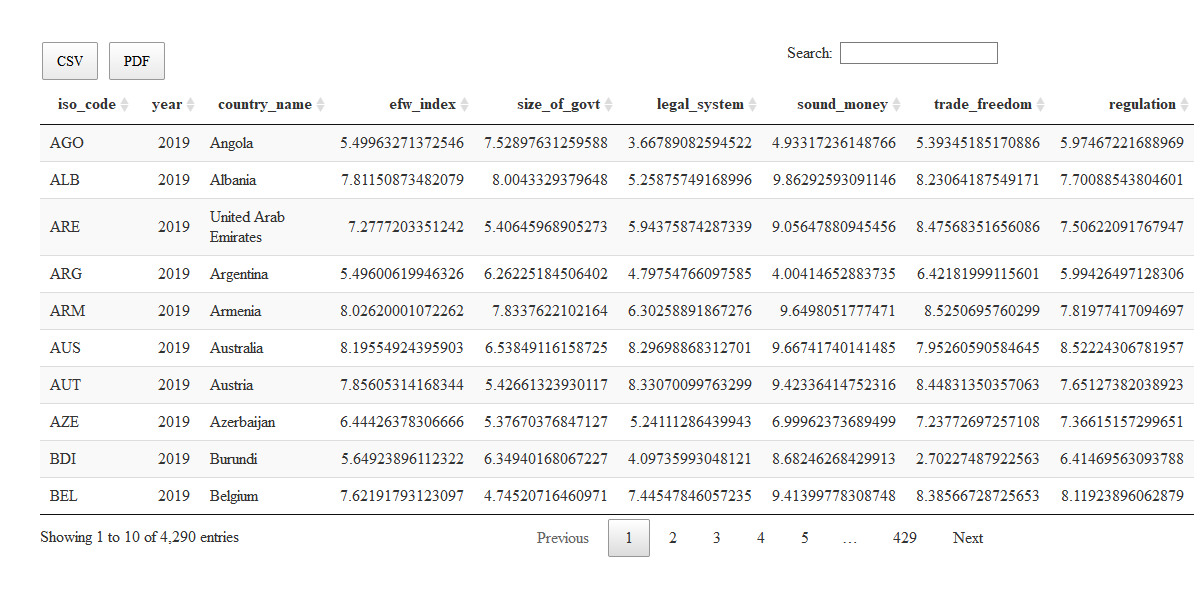 CSV PDF Search:
iso_code year country_name efw_index size_of_govt legal_system sound_money trade_freedom regulation
AGO 2019 Angola 5.49963271372546 7.52897631259588 3.66789082594522 4.93317236148766 5.39345185170886 5.97467221688969
ALB 2019 Albania 7.81150873482079 8.0043329379648 5.25875749168996 9.86292593091146 8.23064187549171 7.70088543804601
ARE 2019 United Arab Emirates 7.2777203351242 5.40645968905273 5.94375874287339 9.05647880945456 8.47568351656086 7.50622091767947
ARG 2019 Argentina 5.49600619946326 6.26225184506402 4.79754766097585 4.00414652883735 6.42181999115601 5.99426497128306
ARM 2019 Armenia 8.02620001072262 7.8337622102164 6.30258891867276 9.6498051777471 8.5250695760299 7.81977417094697
AUS 2019 Australia 8.19554924395903 6.53849116158725 8.29698868312701 9.66741740141485 7.95260590584645 8.52224306781957
AUT 2019 Austria 7.85605314168344 5.42661323930117 8.33070099763299 9.42336414752316 8.44831350357063 7.65127382038923
AZE 2019 Azerbaijan 6.44426378306666 5.37670376847127 5.24111286439943 6.99962373689499 7.23772697257108 7.36615157299651
BDI 2019 Burundi 5.64923896112322 6.34940168067227 4.09735993048121 8.68246268429913 2.70227487922563 6.41469563093788
BEL 2019 Belgium 7.62191793123097 4.74520716460971 7.44547846057235 9.41399778308748 8.38566728725653 8.11923896062879
Showing 1 to 10 of 4,290 entries Previous 1 2 3 4 5 … 429 Next